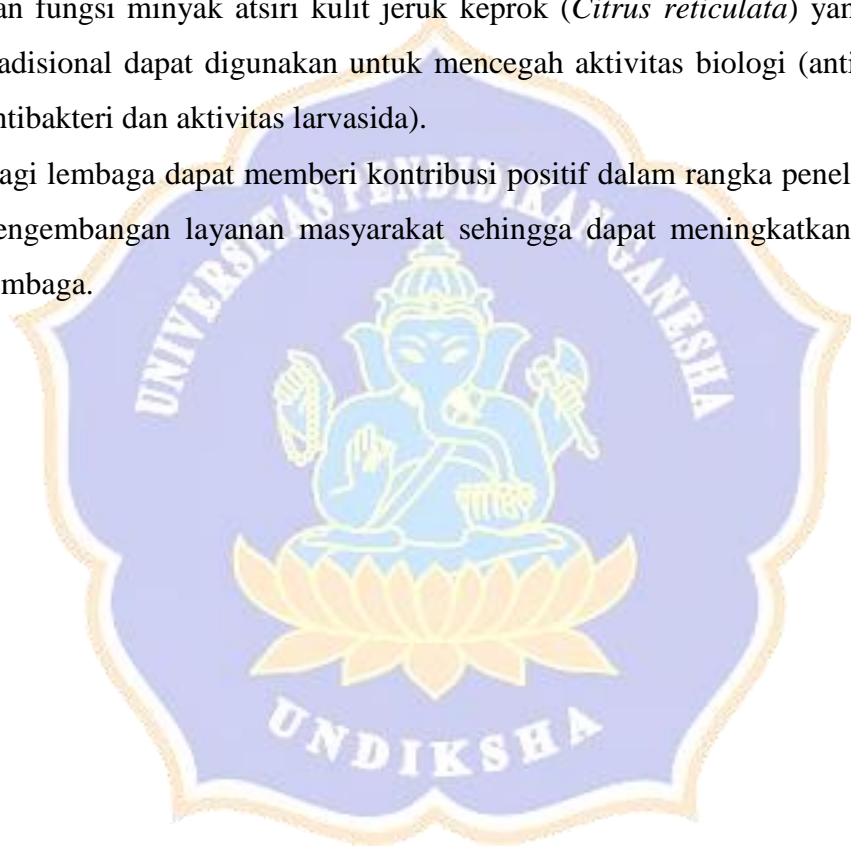 an fungsi minyak atsiri kulit jeruk keprok (Citrus reticulata) yan
adisional dapat digunakan untuk mencegah aktivitas biologi (anti
ntibakteri dan aktivitas larvasida).
agi lembaga dapat memberi kontribusi positif dalam rangka penel
engembangan layanan masyarakat sehingga dapat meningkatkan
mbaga.
UNIVERSITAS PENDIDIKAN GANESHA
UNDIKSHA